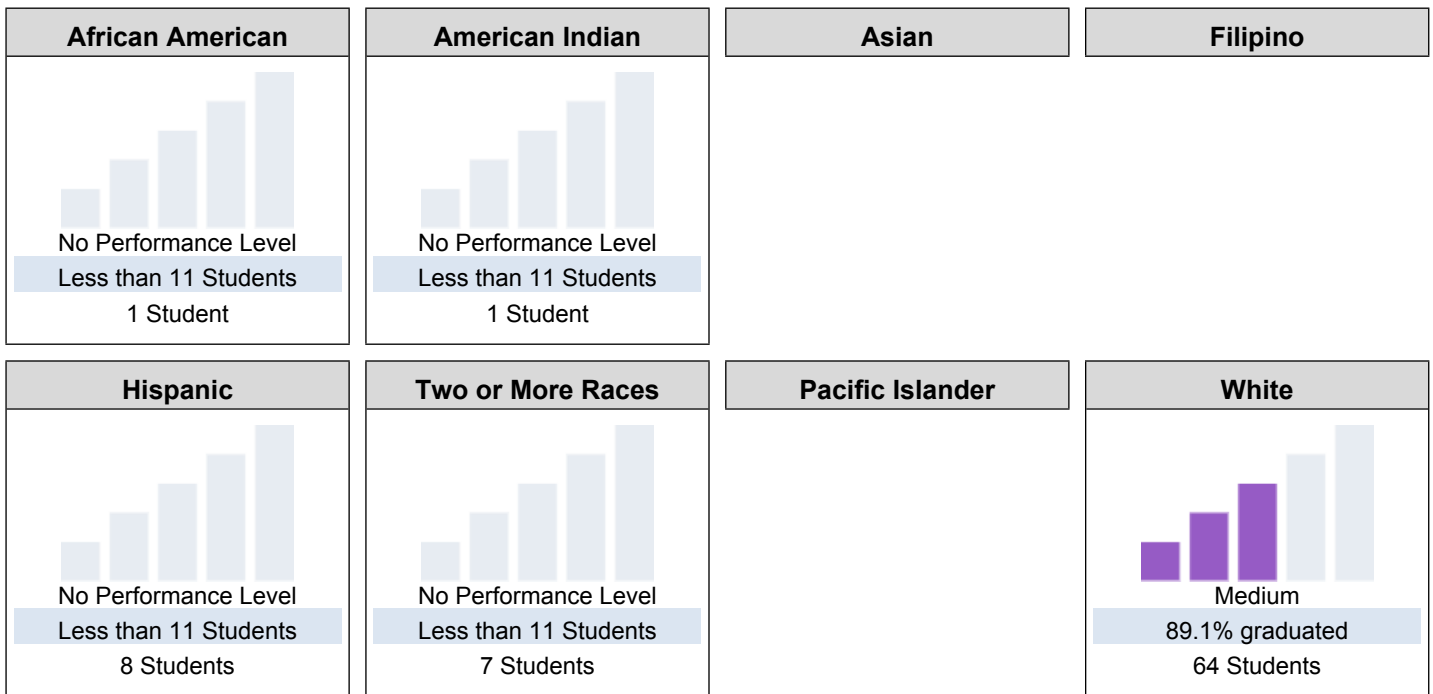 African American
American Indian
Asian
Filipino
No Performance Level
Less than 11 Students
1 Student
No Performance Level
Less than 11 Students
1 Student
Hispanic
Two or More Races
Pacific Islander
White
No Performance Level
Less than 11 Students
8 Students
No Performance Level
Less than 11 Students
7 Students
Medium
89.1% graduated
64 Students